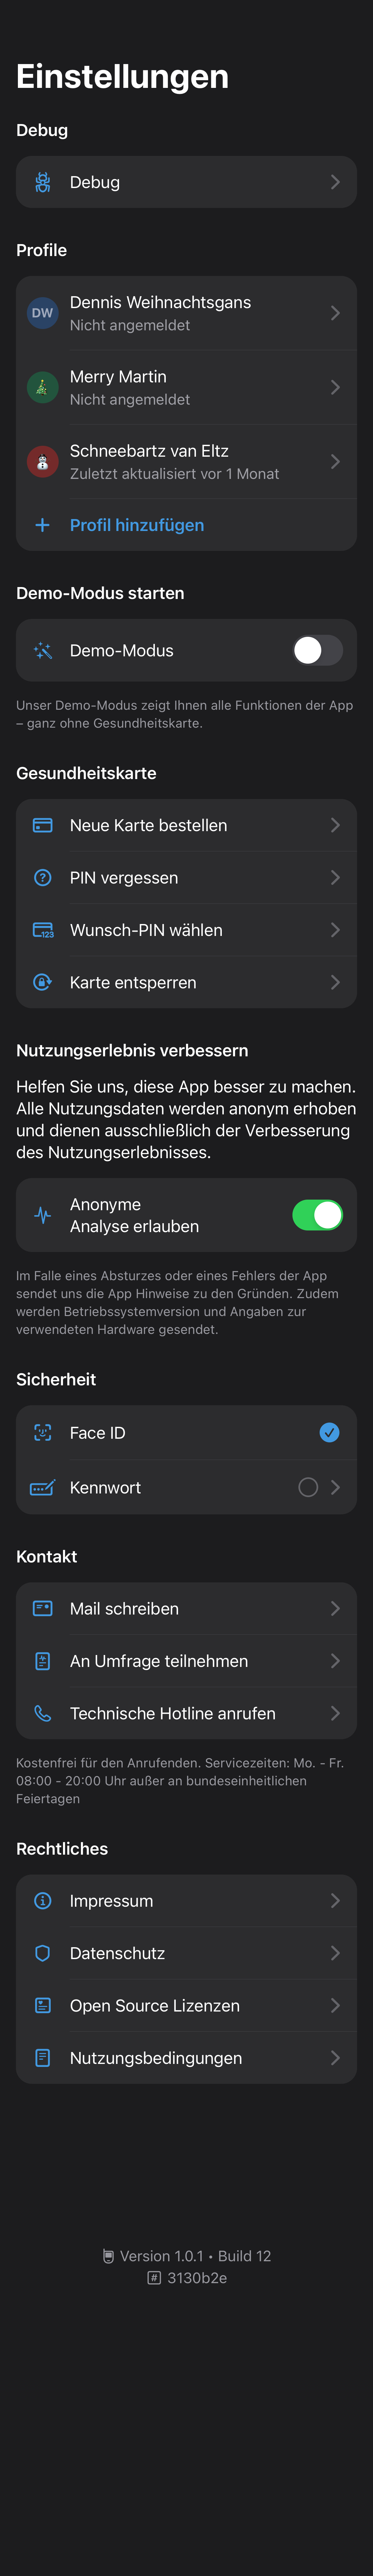 Einstellungen
Debug
Debug
Profile
DW
Dennis Weihnachtsgans
Nicht angemeldet
Merry Martin
Nicht angemeldet
Schneebartz van Eltz
Zuletzt aktualisiert vor 1 Monat
Profil hinzufügen
Demo-Modus starten
Demo-Modus
Unser Demo-Modus zeigt Ihnen alle Funktionen der App
– ganz ohne Gesundheitskarte.
Gesundheitskarte
Neue Karte bestellen
PIN vergessen
123
Wunsch-PIN wählen
Karte entsperren
Nutzungserlebnis verbessern
Helfen Sie uns, diese App besser zu machen.
Alle Nutzungsdaten werden anonym erhoben
und dienen ausschließlich der Verbesserung
des Nutzungserlebnisses.
Anonyme
Analyse erlauben
Im Falle eines Absturzes oder eines Fehlers der App
sendet uns die App Hinweise zu den Gründen. Zudem
werden Betriebssystemversion und Angaben zur
verwendeten Hardware gesendet.
Sicherheit
Face ID
Kennwort
Kontakt
Mail schreiben
An Umfrage teilnehmen
Technische Hotline anrufen
Kostenfrei für den Anrufenden. Servicezeiten: Mo. - Fr.
08:00 - 20:00 Uhr außer an bundeseinheitlichen
Feiertagen
Rechtliches
Impressum
Datenschutz
Open Source Lizenzen
Nutzungsbedingungen
Version 1.0.1 • Build 12
# 3130b2e